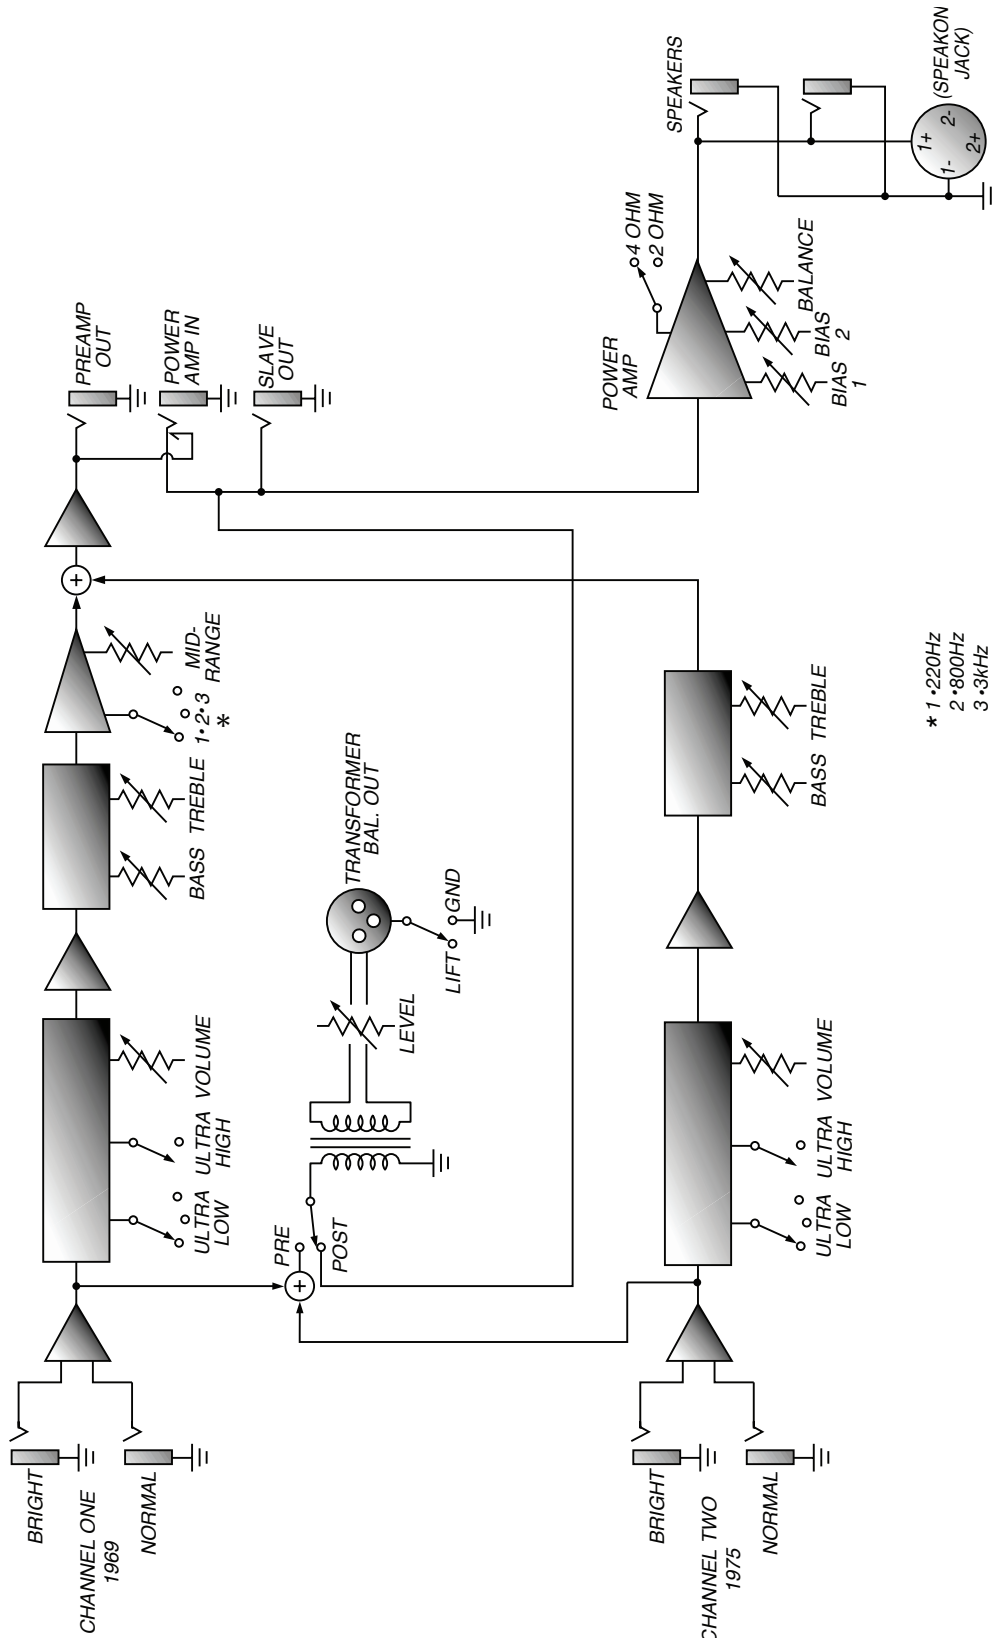 BRIGHT
CHANNEL ONE
1969
NORMAL
ULTRA
LOW
ULTRA
HIGH
VOLUME
BASS
TREBLE
1•2•3
*
MID-
RANGE
PREAMP
OUT
POWER
AMP IN
SLAVE
OUT
PRE
POST
LEVEL
TRANSFORMER
BAL. OUT
LIFT
GND
POWER
AMP
4 OHM
2 OHM
BIAS
1
BIAS
2
BALANCE
SPEAKERS
1+
1-
2-
2+
(SPEAKON
JACK)
BRIGHT
CHANNEL TWO
1975
NORMAL
ULTRA
LOW
ULTRA
HIGH
VOLUME
BASS
TREBLE
* 1 •220Hz
2 •800Hz
3 •3kHz
+
+